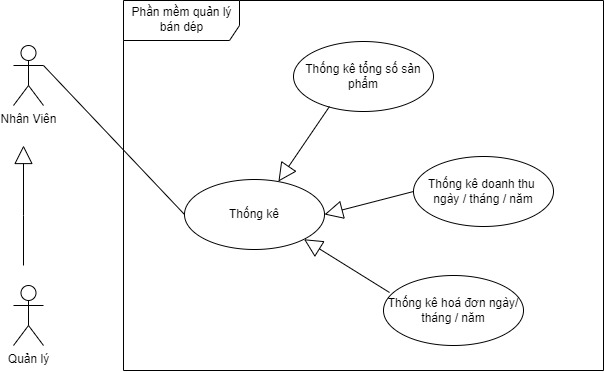 Phần mềm quản lý
bán dép
Nhân Viên
Thống kê tổng số sản
phẩm
Thống kê
Thống kê doanh thu
ngày / tháng / năm
Thống kê hoá đơn ngày/
tháng / năm
Quản lý